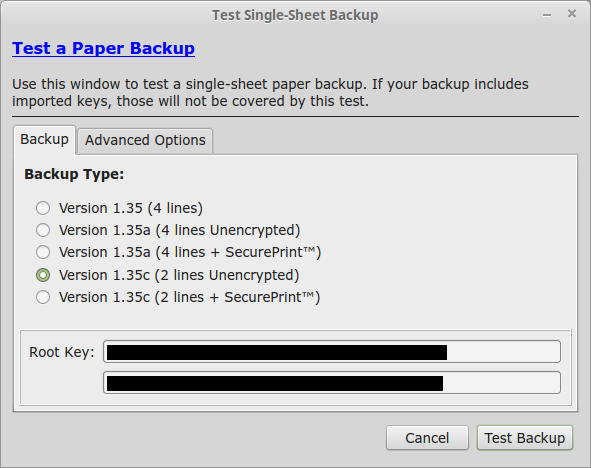 Test Single-Sheet Backup
Test a Paper Backup
Use this window to test a single-sheet paper backup. If your backup includes
imported keys, those will not be covered by this test.
Backup
Advanced Options
Backup Type:
Version 1.35 (4 lines)
Version 1.35a (4 lines Unencrypted)
Version 1.35a (4 lines + SecurePrint™)
Version 1.35c (2 lines Unencrypted)
Version 1.35c (2 lines + SecurePrint™)
Root Key:
Cancel
Test Backup